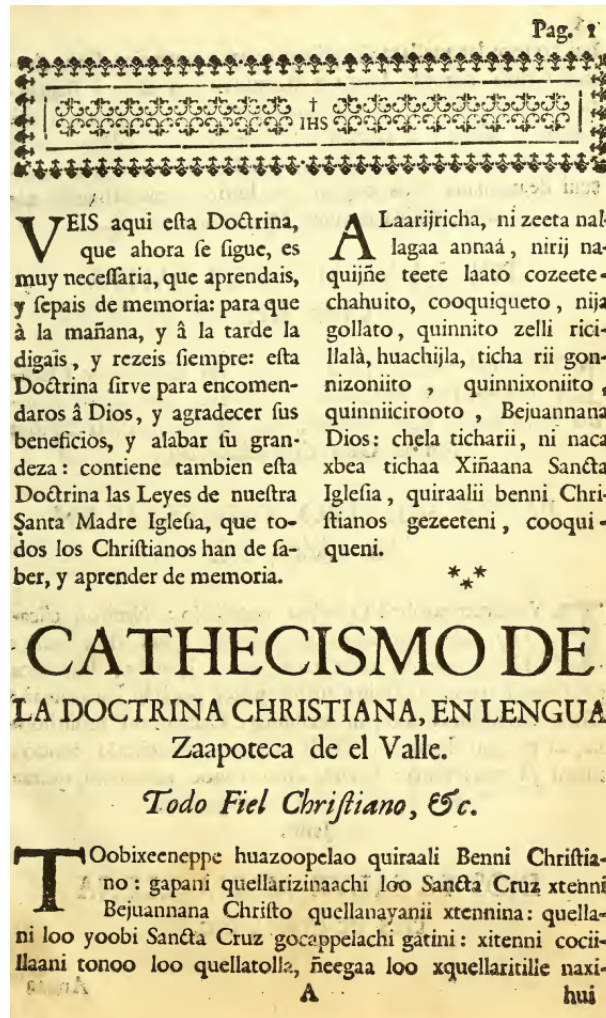 Pag. 1
†
IHS
VEIS aqui eſta Doctrina,
que ahora ſe ſigue, es
muy neceſſaria, que aprendais,
y ſepais de memoria: para que
à la mañana, y â la tarde la
digais, y rezeis ſiempre: eſta
Doctrina ſirve para encomen-
daros â Dios, y agradecer ſus
beneficios, y alabar ſu gran-
deza: contiene tambien eſta
Doctrina las Leyes de nueſtra
Santa Madre Igleſia, que to-
dos los Chriſtianos han de ſa-
ber, y aprender de memoria.
A Laarijricha, ni zeeta nal-
lagaa annaá, nirij na-
quijñe teete laatò cozeete-
chahuito, cooquiqueto, nija
gollato, quinnito zelli rici-
llalà, huachijla, ticha rii gon-
nizoniito, quinnixoniito,
quinniicirooto, Bejuannana
Dios: chela ticharii, ni naca
xbea tichaa Xiñaana Sancta
Igleſia, quiraalii benni Chri-
ſtianos gezeeteni, cooqui-
queni.
***
CATHECISMO DE
LA DOCTRINA CHRISTIANA, EN LENGUA
Zaapoteca de el Valle.
Todo Fiel Chriſtiano, &c.
TOobixeeneppe huazoopelao quiraali Benni Chriſtia-
no: gapani quellarizinaachi loo Sancta Cruz xtenni
Bejuannana Chriſto quellanayanii xtennina: quella-
ni loo yoobi Sancta Cruz gocappelachi gàtini: xitenni cocii-
llaani tonoo loo quellatolla, ñeegaa loo xquellaritilie naxi-
A
hui